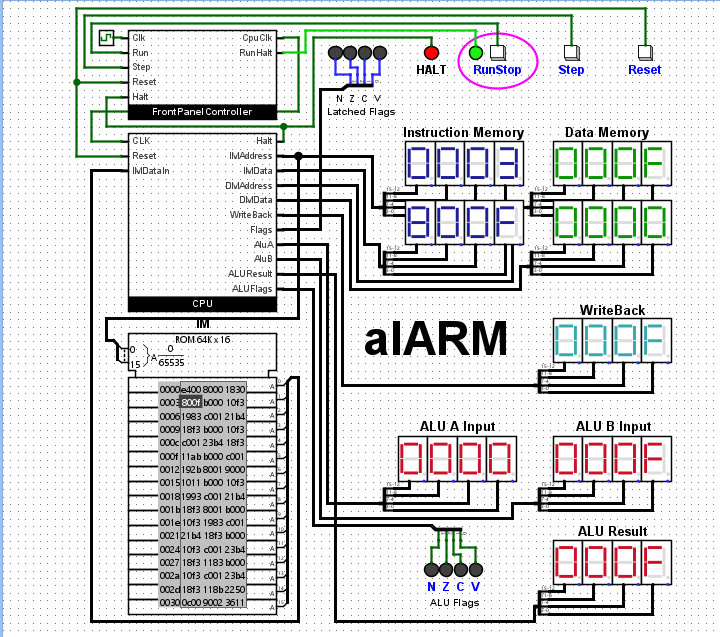 Clk
Run
Step
Reset
Halt
CpuClk
RunHalt
FrontPanel Controller
N Z C V
Latched Flags
HALT
RunStop
Step
Reset
CLK
Reset
IMDataIn
Halt
IMAddress
IMData
DMAddress
DMData
WriteBack
Flags
AluA
AluB
ALUResult
ALUFlags
CPU
Instruction Memory
0003
800F
Data Memory
000F
0000
aIARM
WriteBack
000F
IM
ROM 64K x 16
0
15
A
0
65535
0000 e400 8000 1830
0003 800f b000 10f3
0006 1983 c001 21b4
0009 18f3 b000 10f3
000c c001 23b4 18f3
000f 11ab b000 c001
0012 192b 8001 9000
0015 1011 b000 10f3
0018 1993 c001 21b4
001b 18f3 8001 b000
001e 10f3 1983 c001
0021 21b4 18f3 b000
0024 10f3 c001 23b4
0027 18f3 1183 b000
002a 10f3 c001 23b4
002d 18f3 118b 2250
0030 0c00 9002 3611
ALU A Input
0000
ALU B Input
000F
ALU Result
000F
N Z C V
ALU Flags